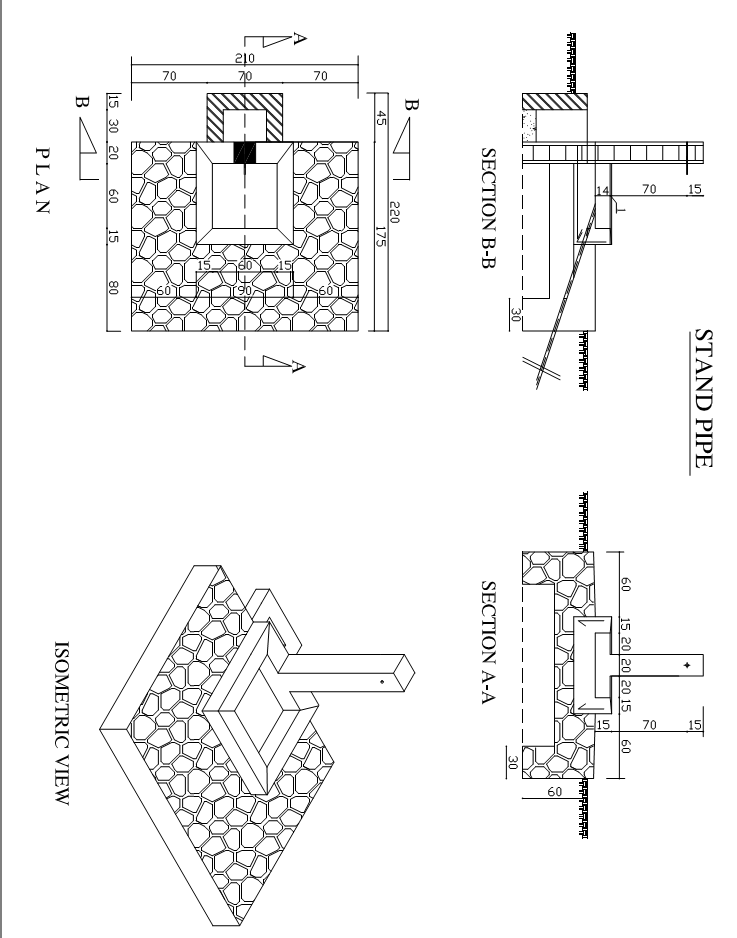 STAND PIPE
A
210
70 70 70
B
15 30 20 60 15 80
45
175
220
15 60 15
60 90 60
B
A
P L A N
15
70
14
30
SECTION B-B
60 15 20 20 20 15 60
15 70 15
30
60
SECTION A-A
ISOMETRIC VIEW